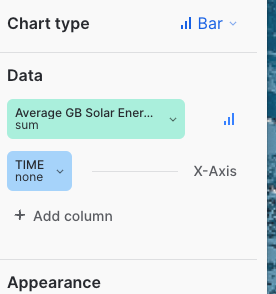 Chart type
Bar
Data
Average GB Solar Ener...
sum
TIME
none
X-Axis
+ Add column
Appearance